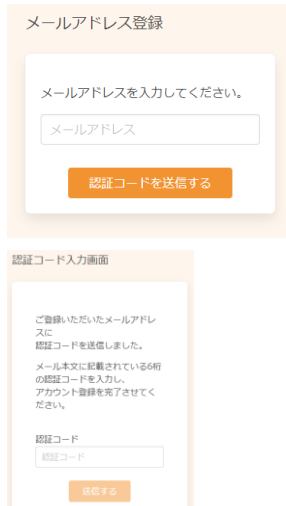 メールアドレス登録
メールアドレスを入力してください。
メールアドレス
認証コードを送信する
認証コード入力画面
ご登録いただいたメールアドレ
スに
認証コードを送信しました。
メール本文に記載されている6桁
の認証コードを入力し、
アカウント登録を完了させてく
ださい。
認証コード
認証コード
送信する